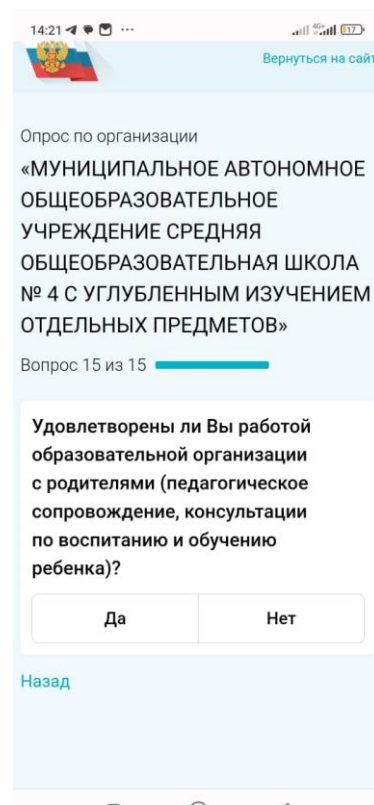 14:21
4G+
17
Вернуться на сайт
Опрос по организации
«МУНИЦИПАЛЬНОЕ АВТОНОМНОЕ
ОБЩЕОБРАЗОВАТЕЛЬНОЕ
УЧРЕЖДЕНИЕ СРЕДНЯЯ
ОБЩЕОБРАЗОВАТЕЛЬНАЯ ШКОЛА
№ 4 С УГЛУБЛЕННЫМ ИЗУЧЕНИЕМ
ОТДЕЛЬНЫХ ПРЕДМЕТОВ»
Вопрос 15 из 15
Удовлетворены ли Вы работой
образовательной организации
с родителями (педагогическое
сопровождение, консультации
по воспитанию и обучению
ребенка)?
Да Нет
Назад